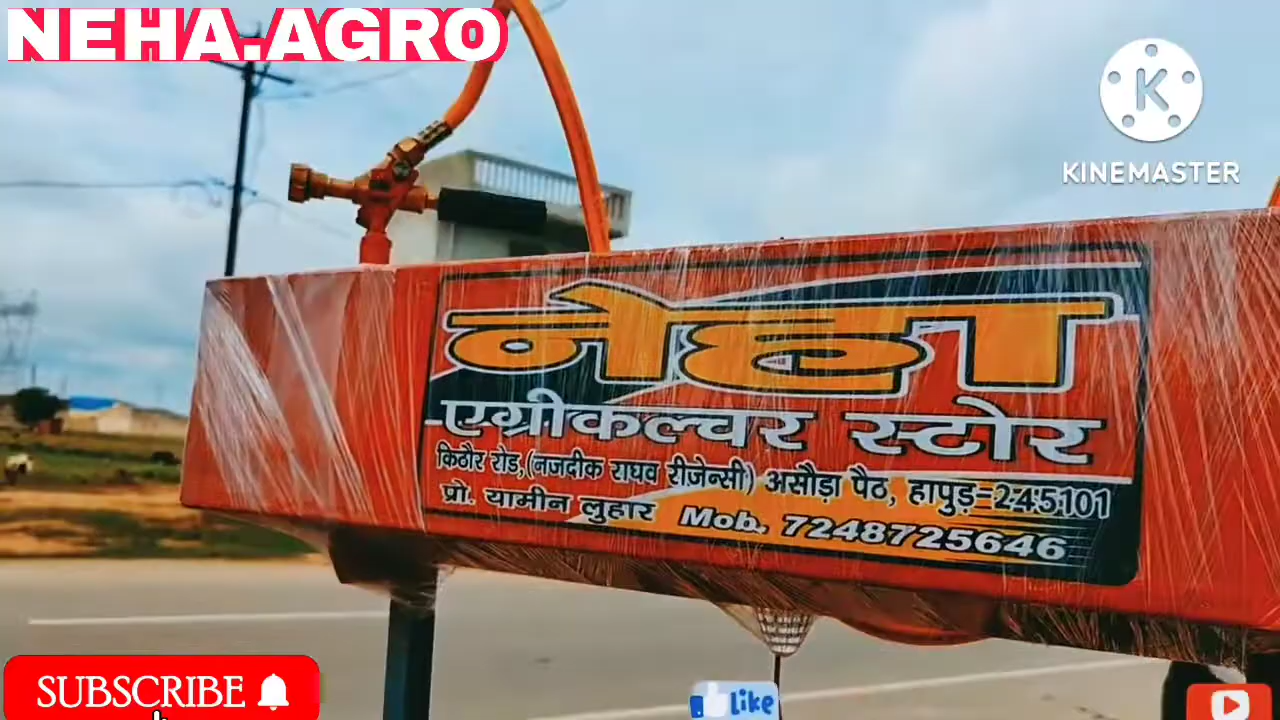 NEHA.AGRO
K
KINEMASTER
नेहा
एग्रीकल्चर स्टोर
किठौर रोड,(नजदीक राघव रीजेन्सी) असौड़ा पैठ, हापुड़=245101
प्रो. यामीन लुहार Mob. 7248725646
SUBSCRIBE
Like